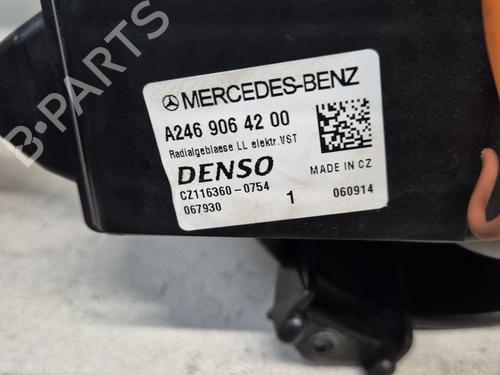 MERCEDES-BENZ
A246 906 42 00
Radialgeblaese LL elektr.VST
DENSO
MADE IN CZ
CZ116360-0754
067930
1
060914
B-PARTS